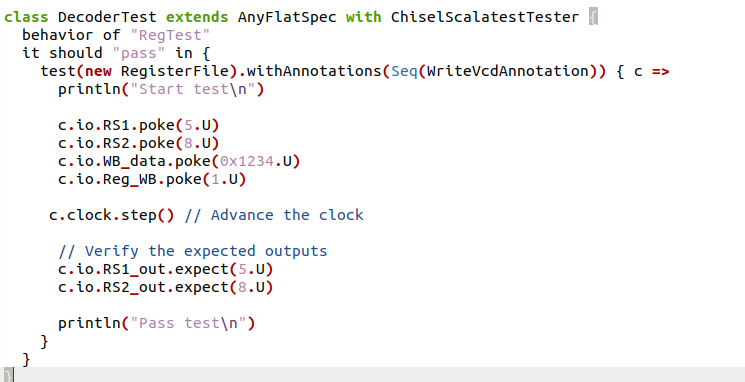 class DecoderTest extends AnyFlatSpec with ChiselScalatestTester {
behavior of "RegTest"
it should "pass" in {
test(new RegisterFile).withAnnotations(Seq(WriteVcdAnnotation)) { c =>
println("Start test\n")
c.io.RS1.poke(5.U)
c.io.RS2.poke(8.U)
c.io.WB_data.poke(0x1234.U)
c.io.Reg_WB.poke(1.U)
c.clock.step() // Advance the clock
// Verify the expected outputs
c.io.RS1_out.expect(5.U)
c.io.RS2_out.expect(8.U)
println("Pass test\n")
}
}
}